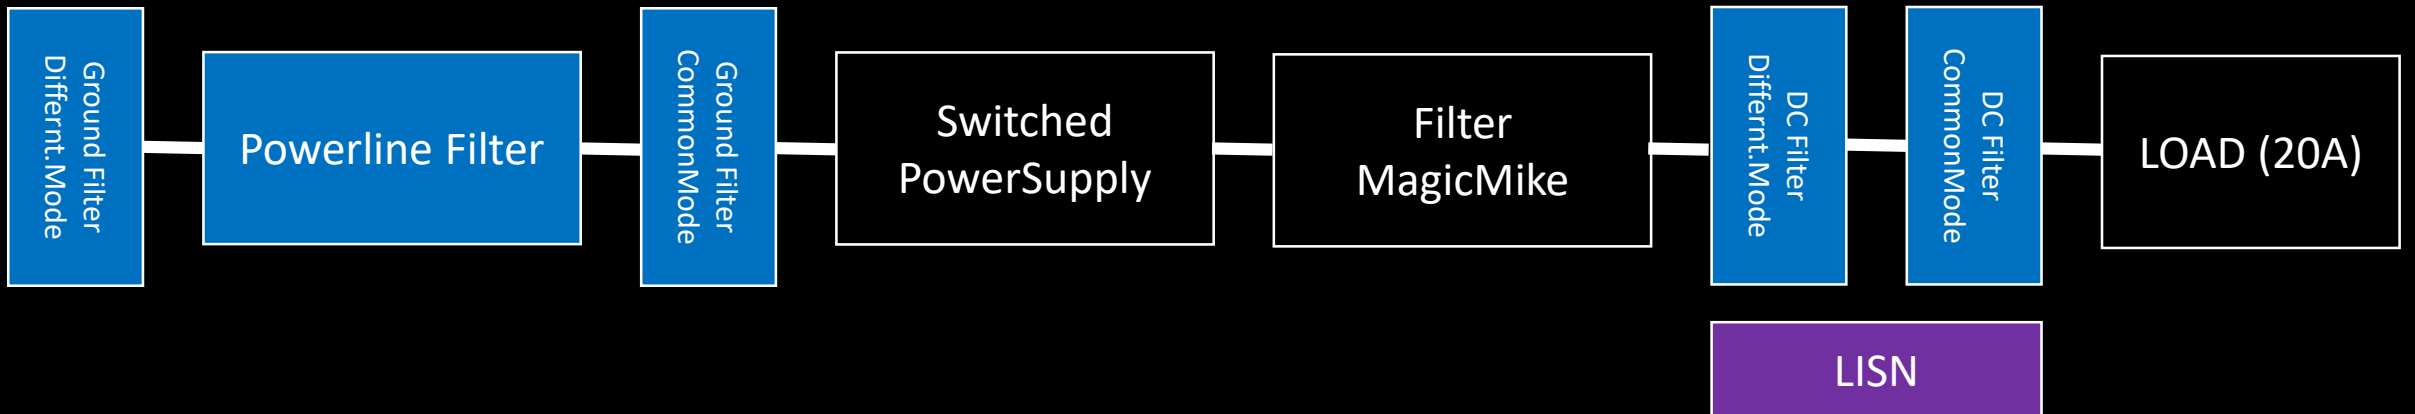 Ground Filter
Differnt.Mode
Powerline Filter
Ground Filter
CommonMode
Switched
PowerSupply
Filter
MagicMike
DC Filter
Differnt.Mode
DC Filter
CommonMode
LOAD (20A)
LISN